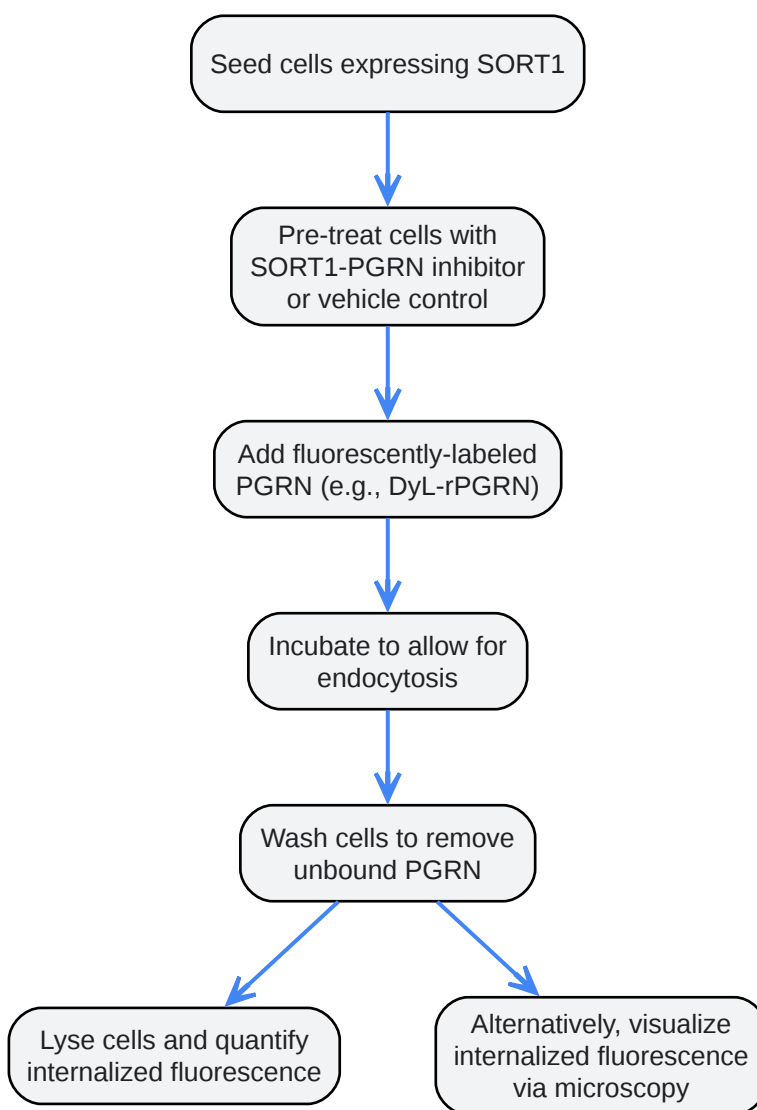 Seed cells expressing SORT1
Pre-treat cells with
SORT1-PGRN inhibitor
or vehicle control
Add fluorescently-labeled
PGRN (e.g., DyL-rPGRN)
Incubate to allow for
endocytosis
Wash cells to remove
unbound PGRN
Lyse cells and quantify
internalized fluorescence
Alternatively, visualize
internalized fluorescence
via microscopy